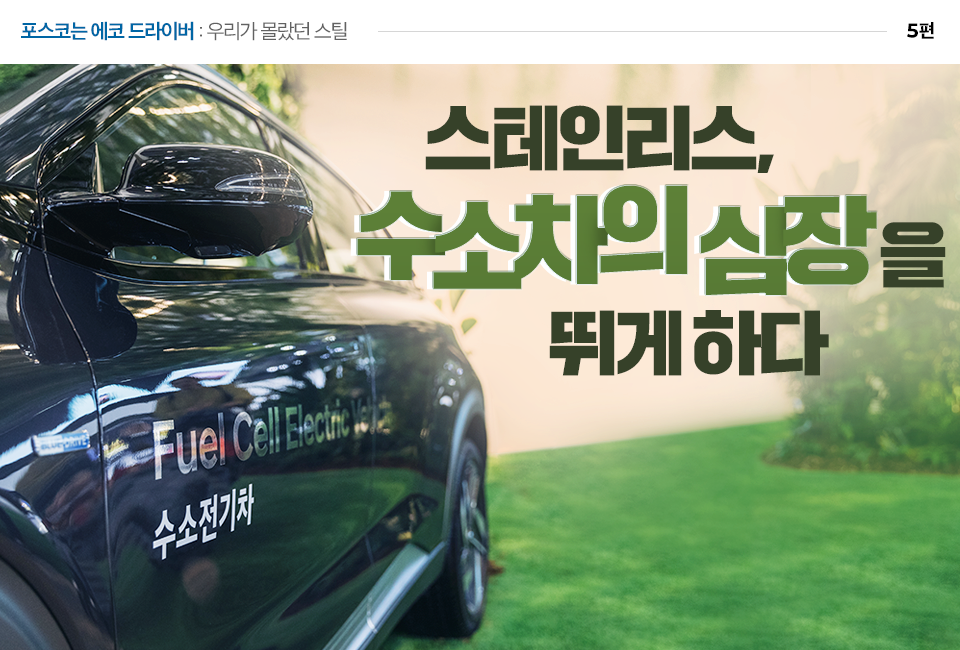 포스코는 에코 드라이버 : 우리가 몰랐던 스틸
5편
스테인리스,
수소차의 심장을
뛰게 하다
Fuel Cell Electric
수소전기차